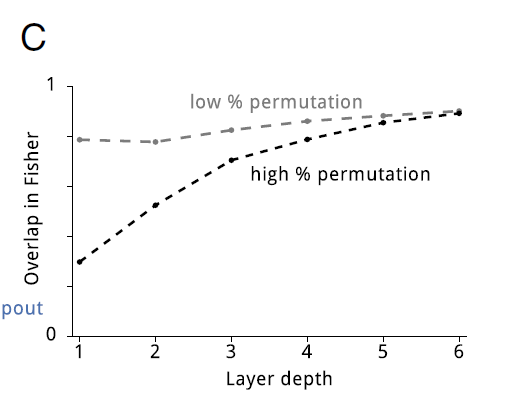 C
1
low % permutation
high % permutation
Overlap in Fisher
pout
0
1 2 3 4 5 6
Layer depth